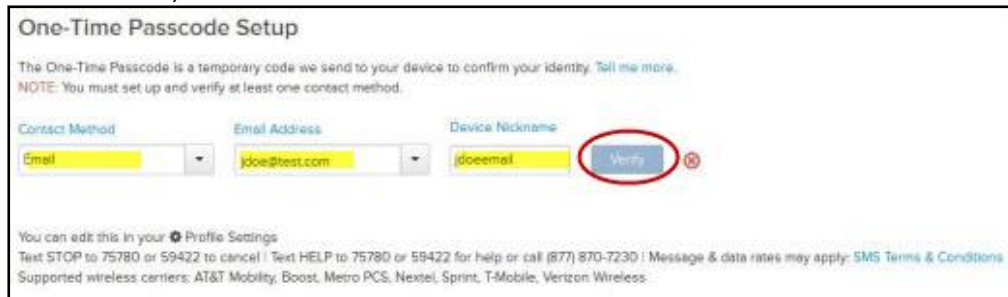 One-Time Passcode Setup
The One-Time Passcode is a temporary code we send to your device to confirm your identity. Tell me more.
NOTE: You must set up and verify at least one contact method.
Contact Method Email Address Device Nickname
Email jdoe@test.com jdoeemail Verify
You can edit this in your Profile Settings
Text STOP to 75780 or 59422 to cancel | Text HELP to 75780 or 59422 for help or call (877) 870-7230 | Message & data rates may apply: SMS Terms & Conditions
Supported wireless carriers: AT&T Mobility, Boost, Metro PCS, Nextel, Sprint, T-Mobile, Verizon Wireless